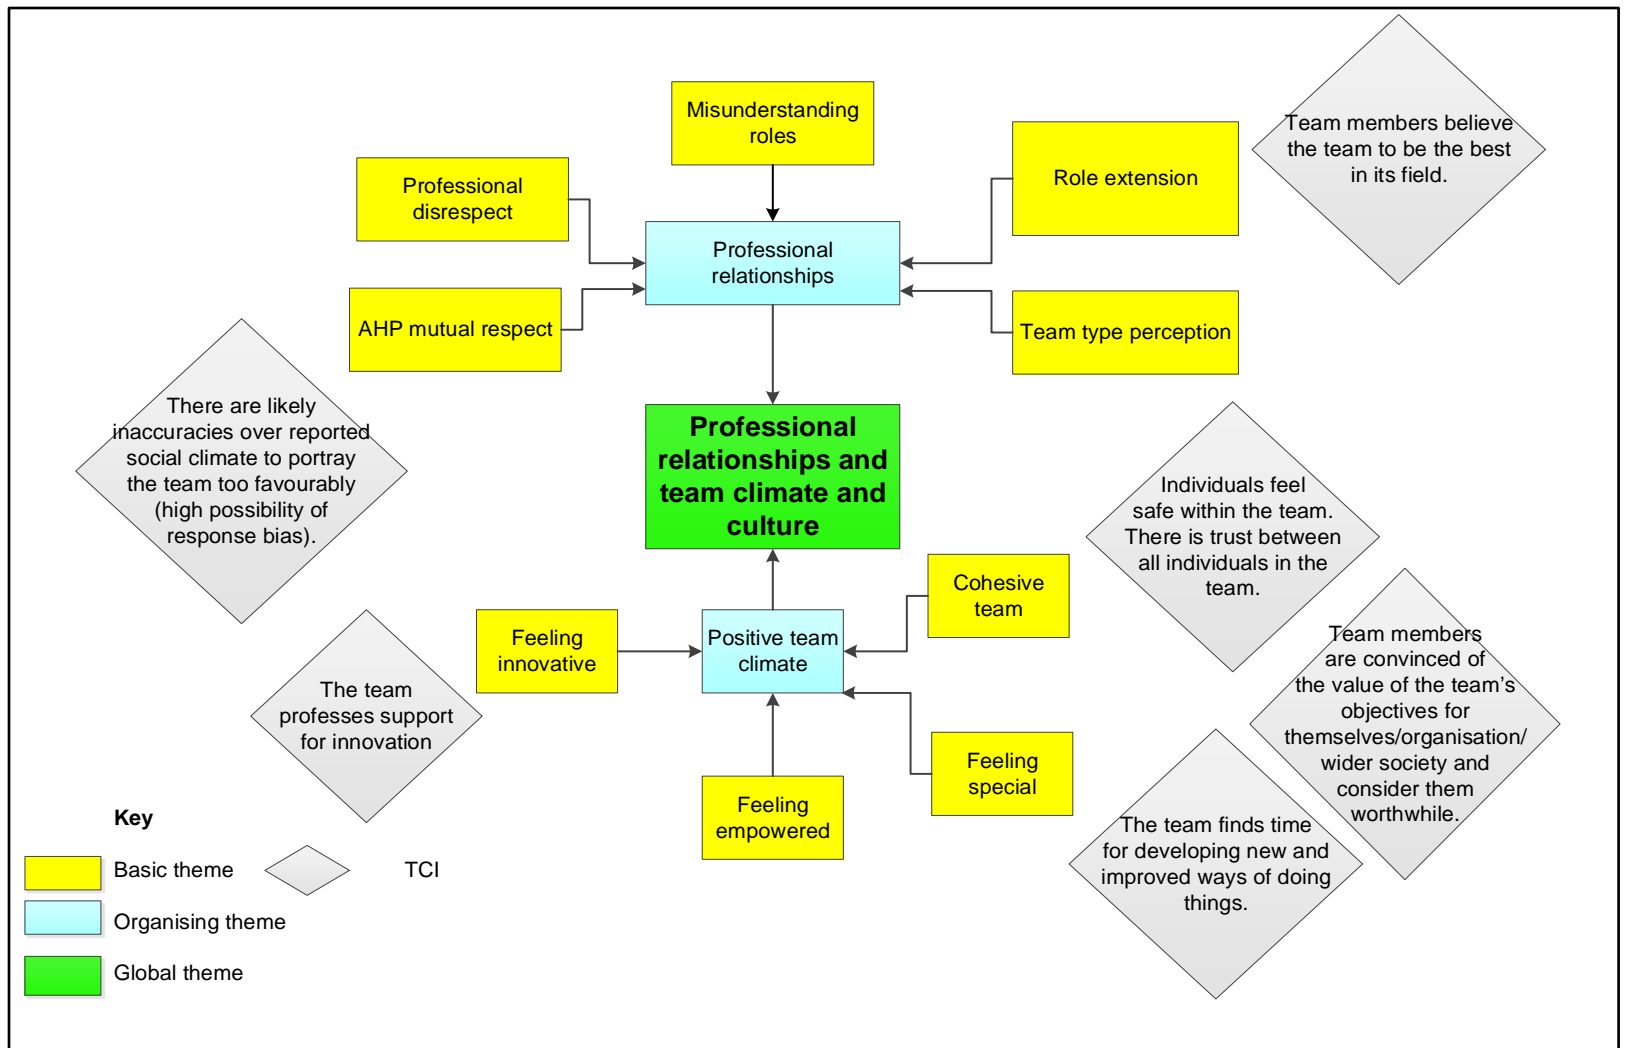 Misunderstanding
roles
Team members believe
the team to be the best
in its field.
Professional
disrespect
Role extension
Professional
relationships
AHP mutual respect
Team type perception
There are likely
inaccuracies over reported
social climate to portray
the team too favourably
(high possibility of
response bias).
Professional
relationships and
team climate and
culture
Individuals feel
safe within the team.
There is trust between
all individuals in the
team.
Cohesive
team
Feeling
innovative
Positive team
climate
Team members
are convinced of
the value of the team’s
objectives for
themselves/organisation/
wider society and
consider them
worthwhile.
The team
professes support
for innovation
Feeling
special
Feeling
empowered
The team finds time
for developing new and
improved ways of doing
things.
Key
Basic theme
TCI
Organising theme
Global theme